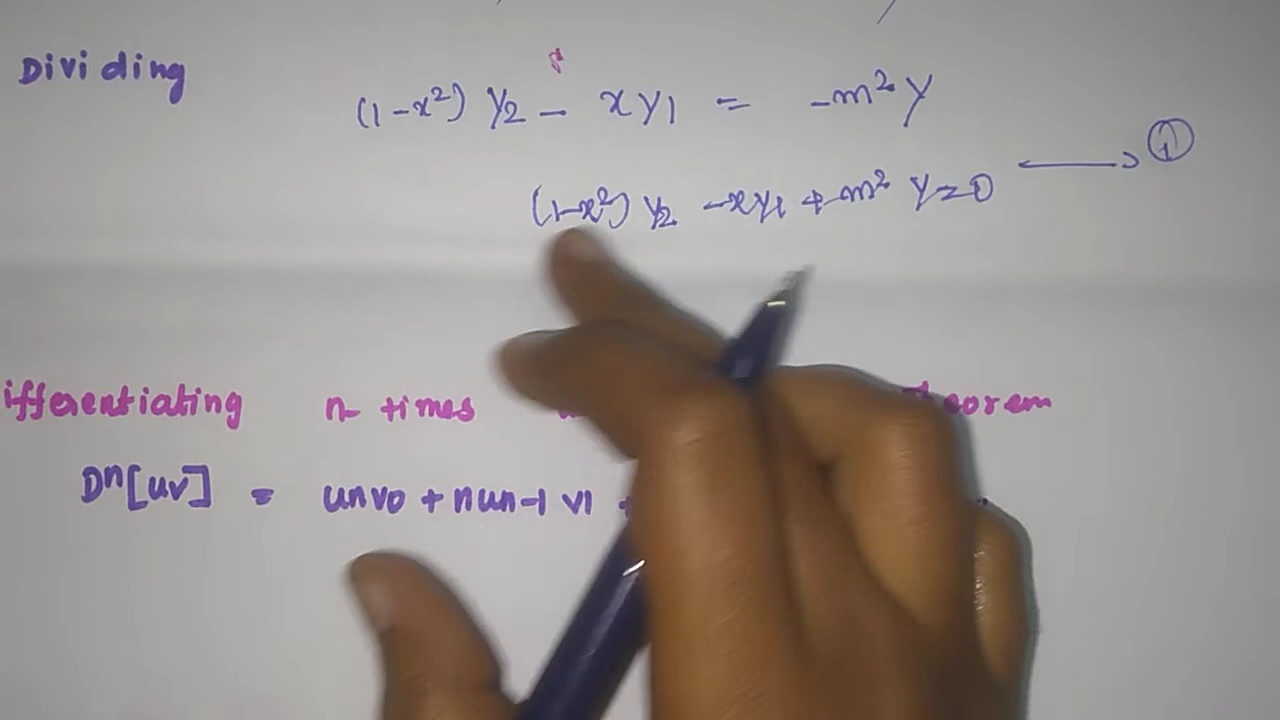 Dividing
(1-x²) y2 - xy1 = -m² y
(1-x²) y2 - xy1 + m² y=0 → ①
ifferentiating n- times theorem
Dⁿ[uv] = unv0 + nun-1 v1 +